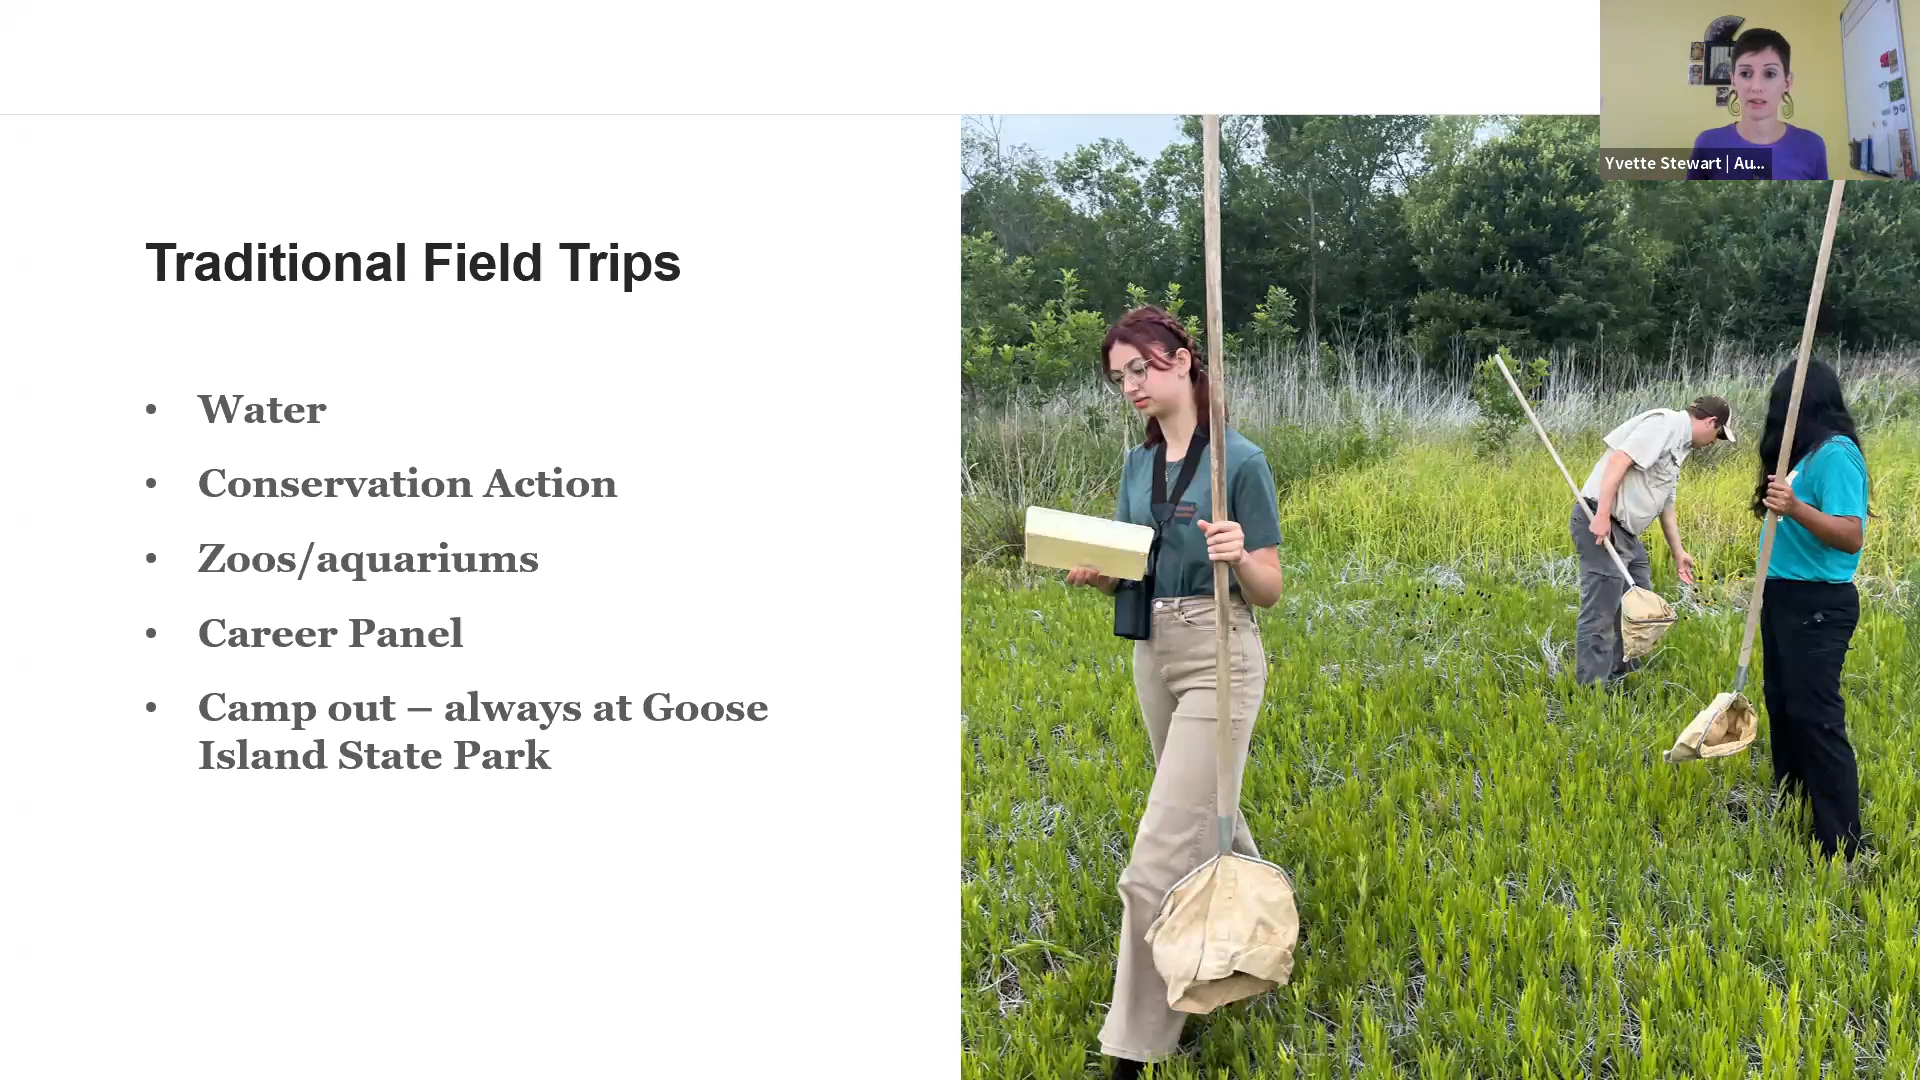 Yvette Stewart | Au...
Traditional Field Trips
• Water
• Conservation Action
• Zoos/aquariums
• Career Panel
• Camp out – always at Goose
Island State Park